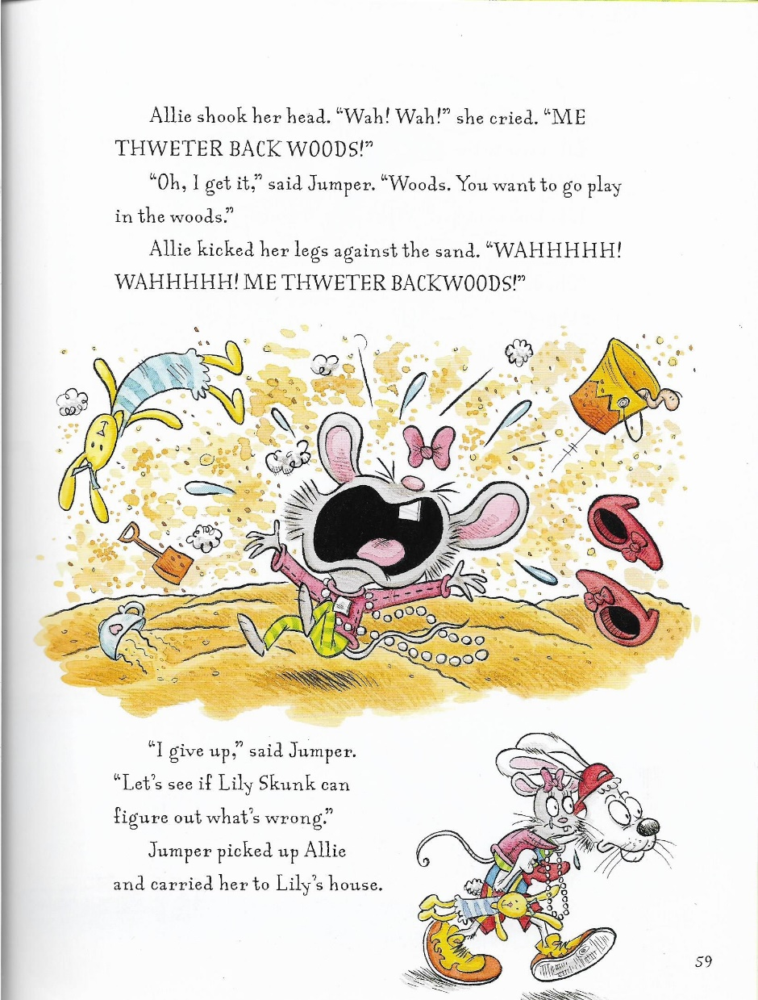 Allie shook her head. “Wah! Wah!” she cried. “ME
THWETER BACK WOODS!”
“Oh, I get it,” said Jumper. “Woods. You want to go play
in the woods.”
Allie kicked her legs against the sand. “WAHHHHH!
WAHHHHH! ME THWETER BACKWOODS!”
“I give up,” said Jumper.
“Let’s see if Lily Skunk can
figure out what’s wrong.”
Jumper picked up Allie
and carried her to Lily’s house.
59